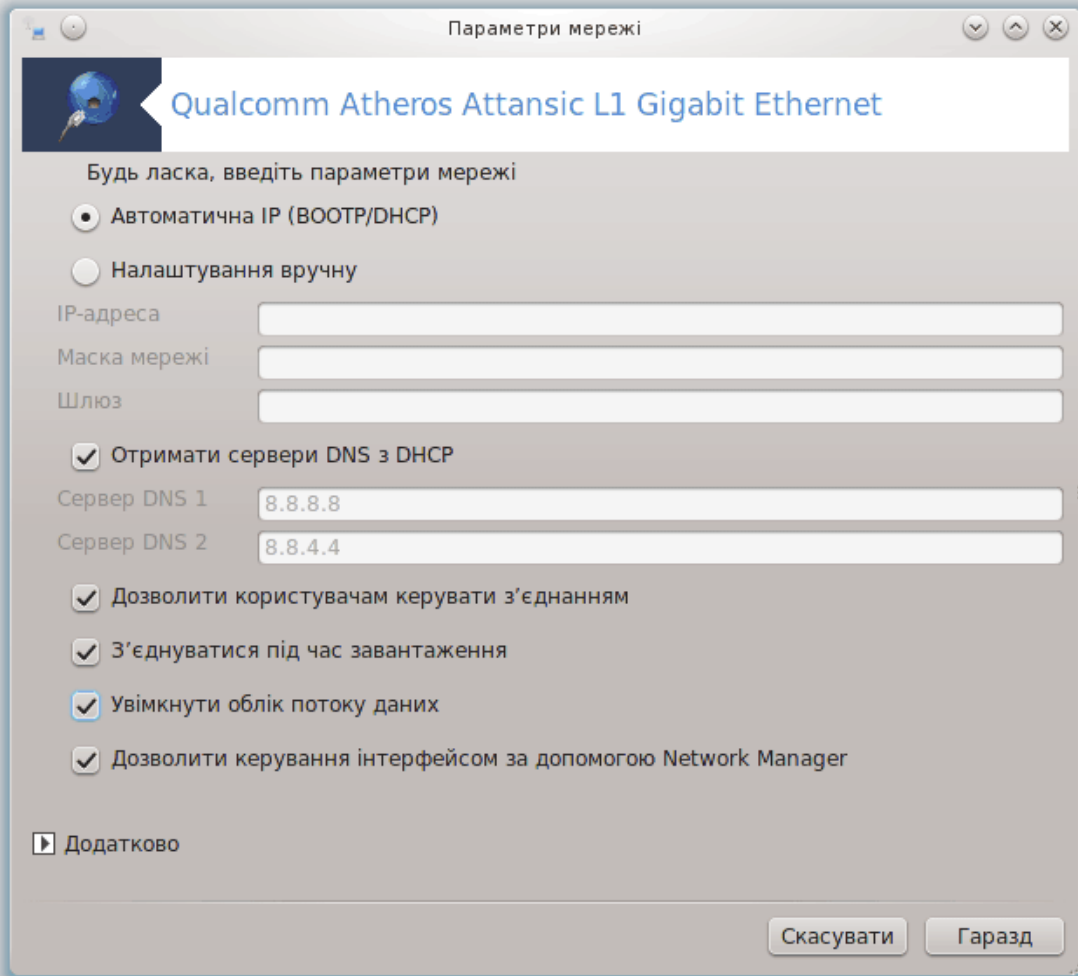 Параметри мережі
Qualcomm Atheros Attansic L1 Gigabit Ethernet
Будь ласка, введіть параметри мережі
Автоматична IP (BOOTP/DHCP)
Налаштування вручну
IP-адреса
Маска мережі
Шлюз
Отримати сервери DNS з DHCP
Сервер DNS 1 8.8.8.8
Сервер DNS 2 8.8.4.4
Дозволити користувачам керувати з’єднанням
З’єднуватися під час завантаження
Увімкнути облік потоку даних
Дозволити керування інтерфейсом за допомогою Network Manager
Додатково
Скасувати Гаразд